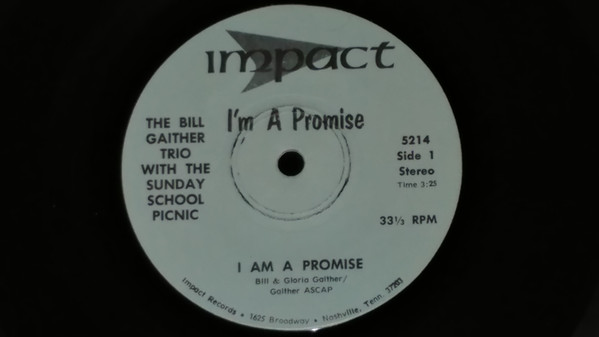 impact
I'm A Promise
THE BILL
GAITHER
TRIO
WITH THE
SUNDAY
SCHOOL
PICNIC
5214
Side 1
Stereo
Time 3:25
33⅓ RPM
I AM A PROMISE
Bill & Gloria Gaither/
Gaither ASCAP
Impact Records • 1625 Broadway • Nashville, Tenn. 37203